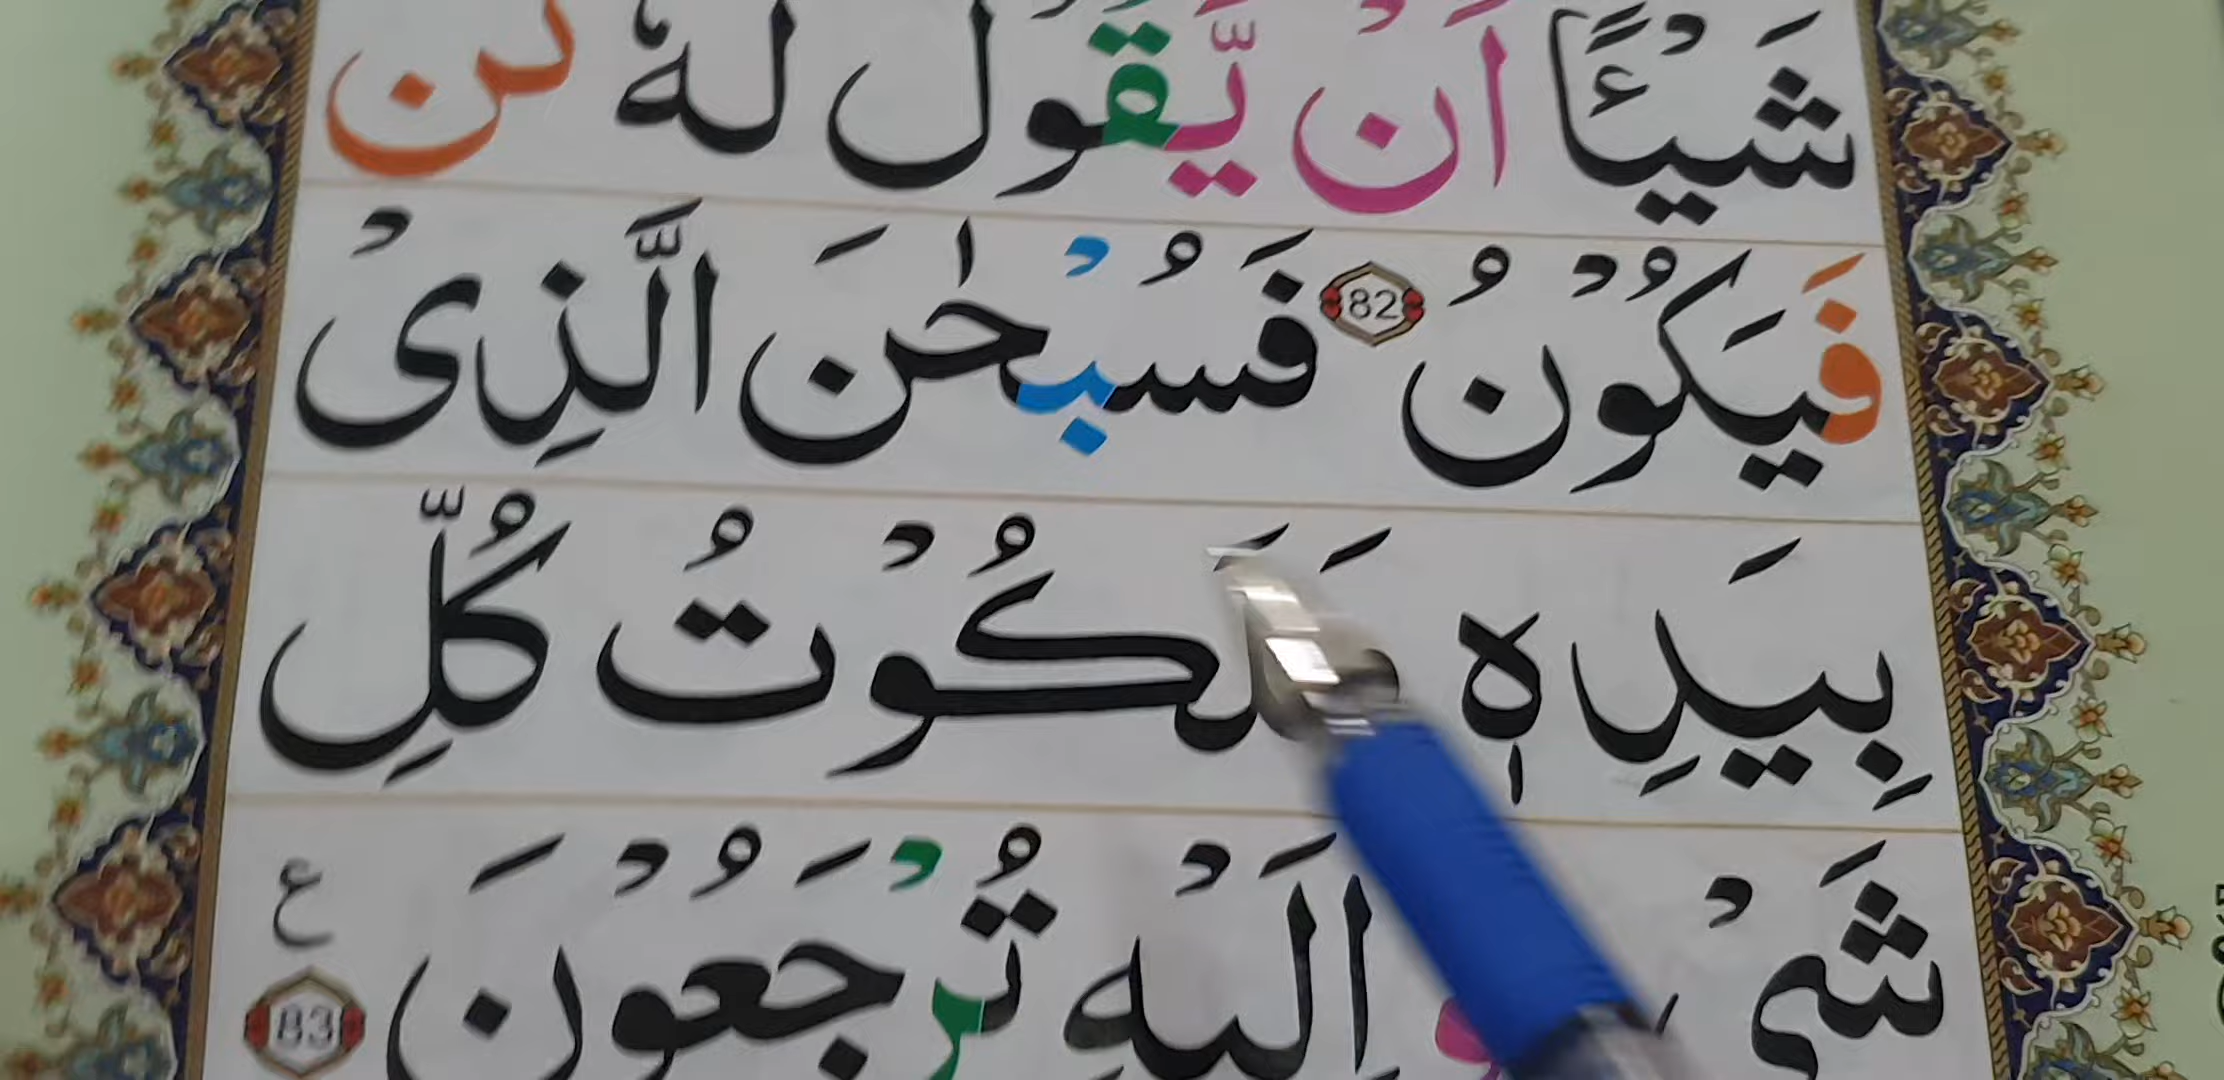 شَيْـًٔا اَنْ يَّقُوْلَ لَهٗ كُنْ
فَيَكُوْنُ 82 فَسُبْحٰنَ الَّذِىْ
بِيَدِهٖ مَلَكُوْتُ كُلِّ
شَىْءٍ وَّ اِلَيْهِ تُرْجَعُوْنَ 83 ع